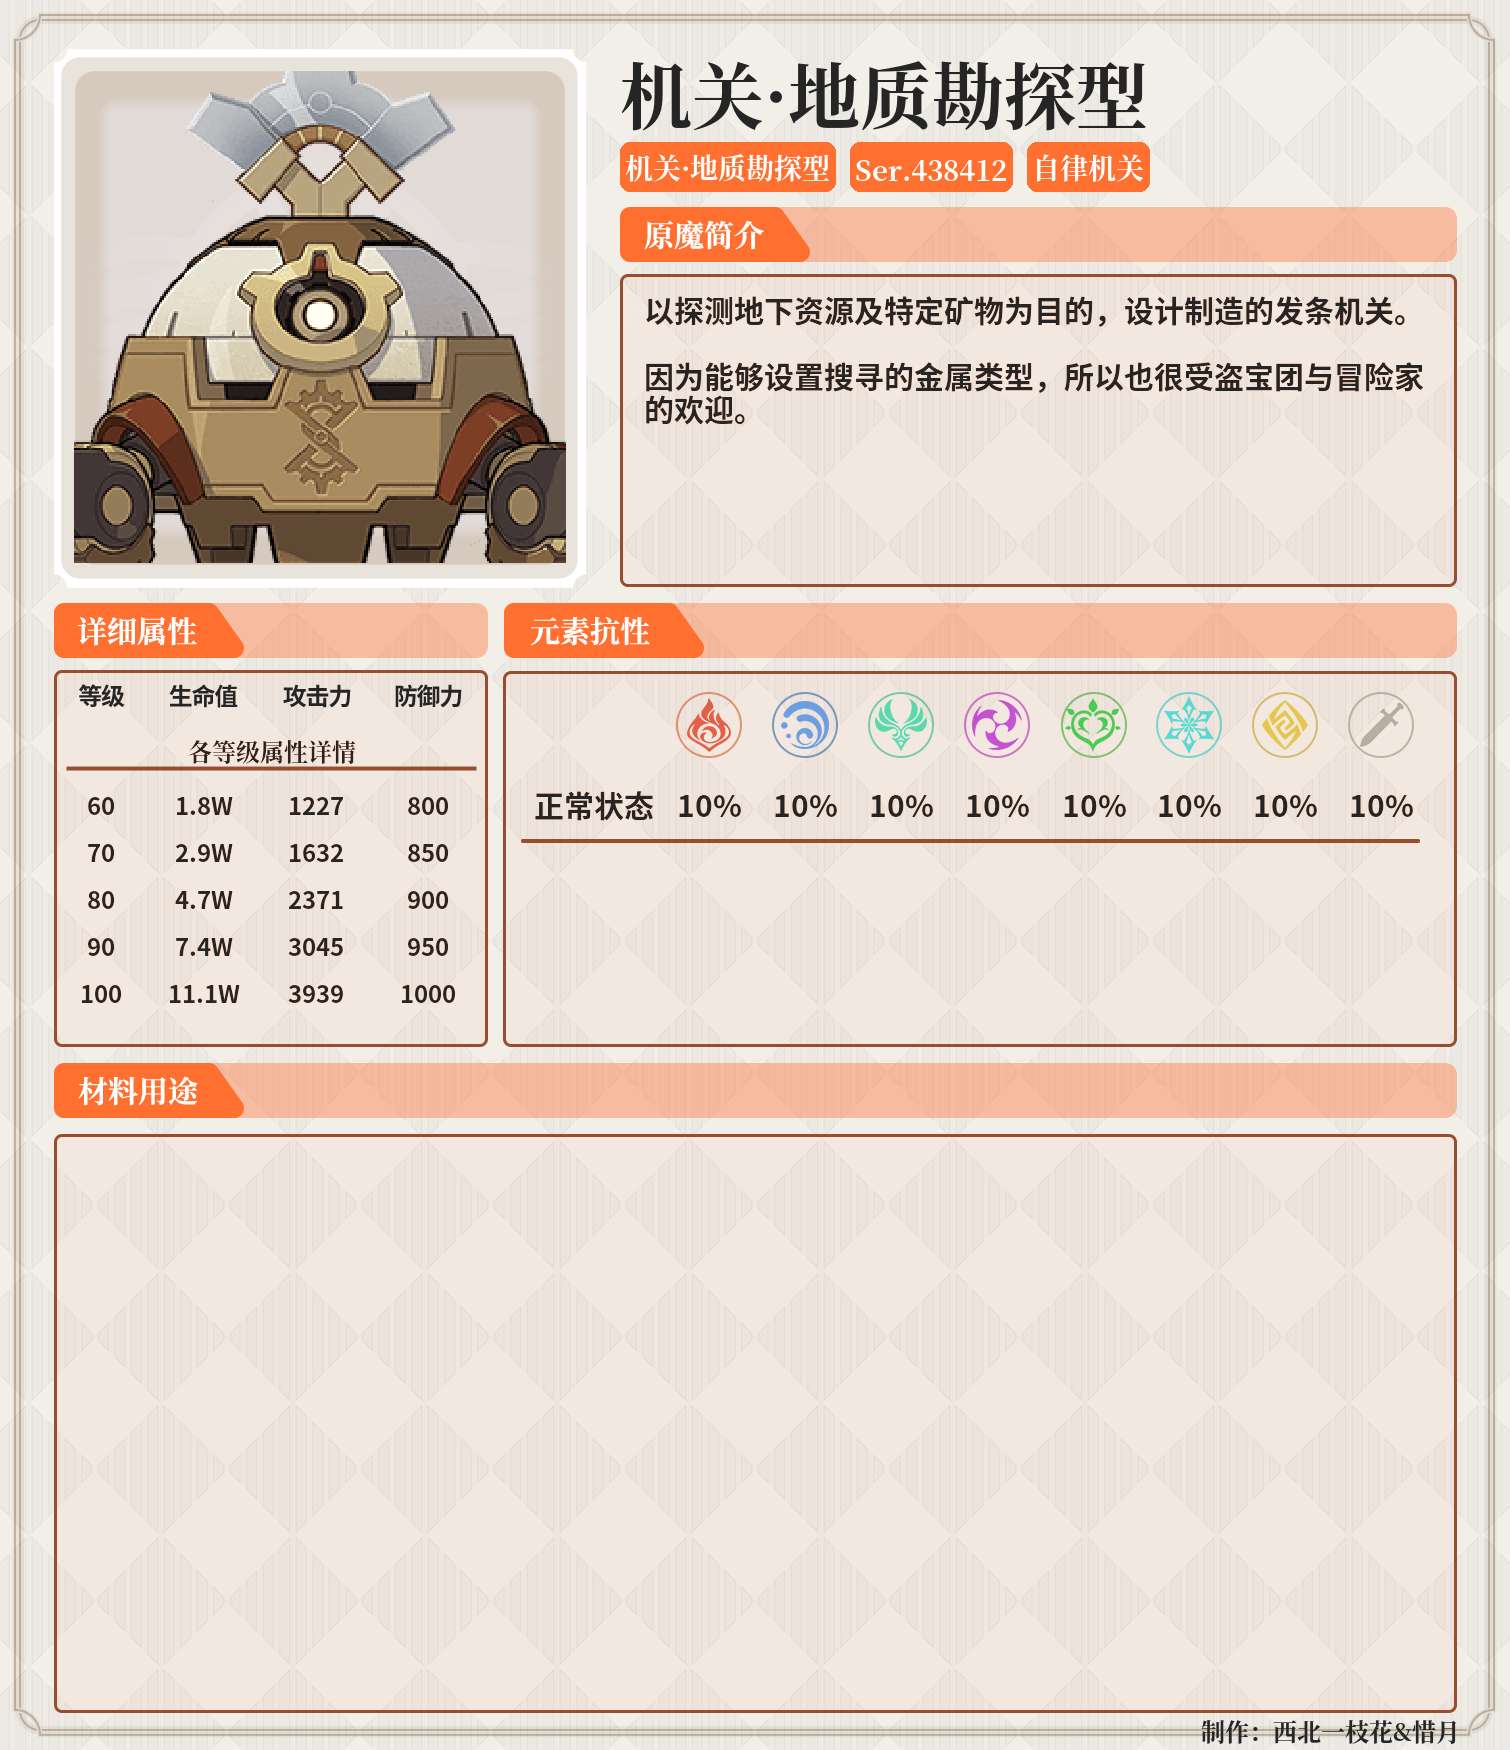 机关·地质勘探型
机关·地质勘探型 Ser.438412 自律机关
原魔简介
以探测地下资源及特定矿物为目的，设计制造的发条机关。
因为能够设置搜寻的金属类型，所以也很受盗宝团与冒险家
的欢迎。
详细属性
等级 生命值 攻击力 防御力
各等级属性详情
60 1.8W 1227 800
70 2.9W 1632 850
80 4.7W 2371 900
90 7.4W 3045 950
100 11.1W 3939 1000
元素抗性
正常状态 10% 10% 10% 10% 10% 10% 10% 10%
材料用途
制作：西北一枝花&惜月